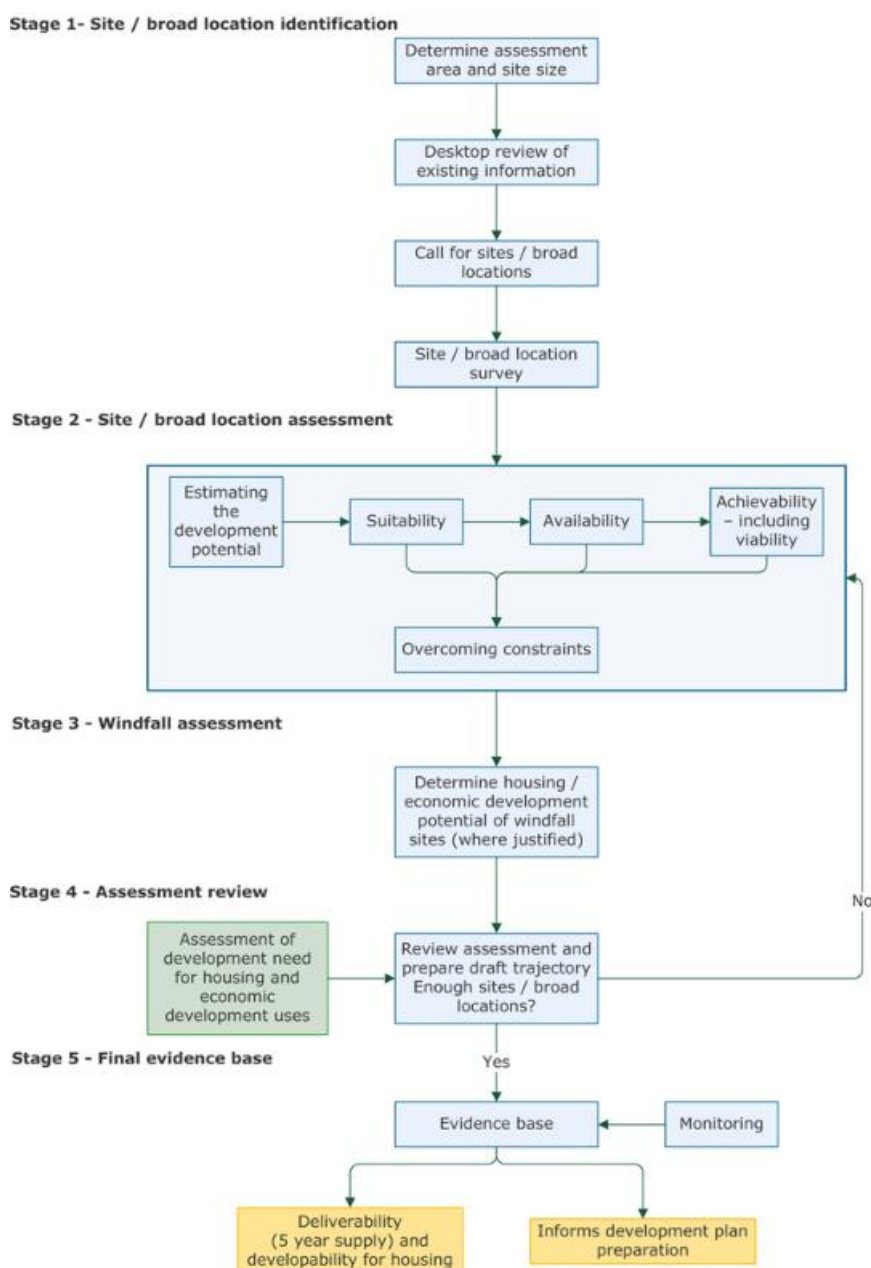 Stage 1- Site / broad location identification
Determine assessment
area and site size
Desktop review of
existing information
Call for sites / broad
locations
Site / broad location
survey
Stage 2 - Site / broad location assessment
Estimating
the
development
potential
Suitability
Availability
Achievability
– including
viability
Overcoming constraints
Stage 3 - Windfall assessment
Determine housing /
economic development
potential of windfall
sites (where justified)
Stage 4 - Assessment review
No
Assessment of
development need
for housing and
economic
development uses
Review assessment and
prepare draft trajectory
Enough sites / broad
locations?
Stage 5 - Final evidence base
Yes
Evidence base
Monitoring
Deliverability
(5 year supply) and
developability for housing
Informs development plan
preparation